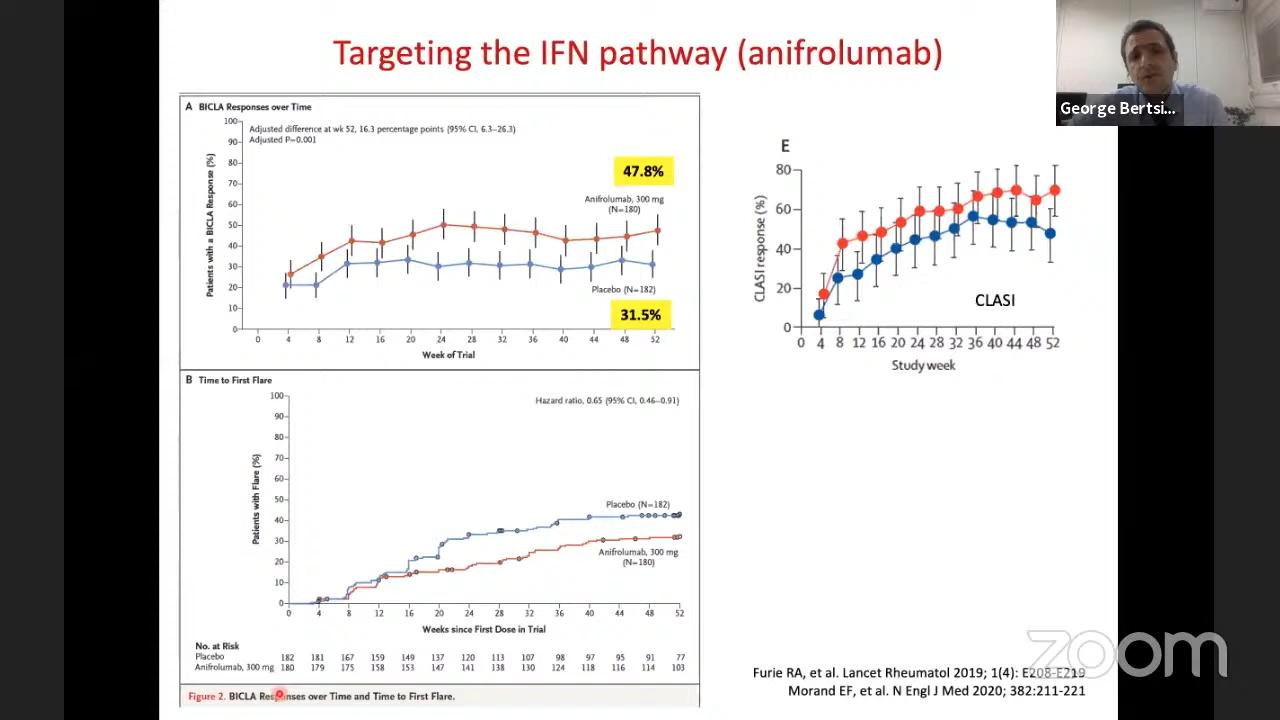 Targeting the IFN pathway (anifrolumab)
George Bertsi...
A BICLA Responses over Time
Adjusted difference at wk 52, 16.3 percentage points (95% CI, 6.3–26.3)
Adjusted P=0.001
Patients with a BICLA Response (%)
100
90
80
70
60
50
40
30
20
10
0
47.8%
Anifrolumab, 300 mg
(N=180)
Placebo (N=182)
31.5%
0 4 8 12 16 20 24 28 32 36 40 44 48 52
Week of Trial
B Time to First Flare
Hazard ratio, 0.65 (95% CI, 0.46–0.91)
Patients with Flare (%)
100
90
80
70
60
50
40
30
20
10
0
Placebo (N=182)
Anifrolumab, 300 mg
(N=180)
0 4 8 12 16 20 24 28 32 36 40 44 48 52
Weeks since First Dose in Trial
No. at Risk
Placebo 182 181 167 159 149 137 120 113 107 98 97 95 91 77
Anifrolumab, 300 mg 180 179 175 158 153 147 141 138 130 124 118 116 114 103
Figure 2. BICLA Responses over Time and Time to First Flare.
E
CLASI response (%)
80
60
40
20
0
CLASI
0 4 8 12 16 20 24 28 32 36 40 44 48 52
Study week
zoom
Furie RA, et al. Lancet Rheumatol 2019; 1(4): E208-E219
Morand EF, et al. N Engl J Med 2020; 382:211-221